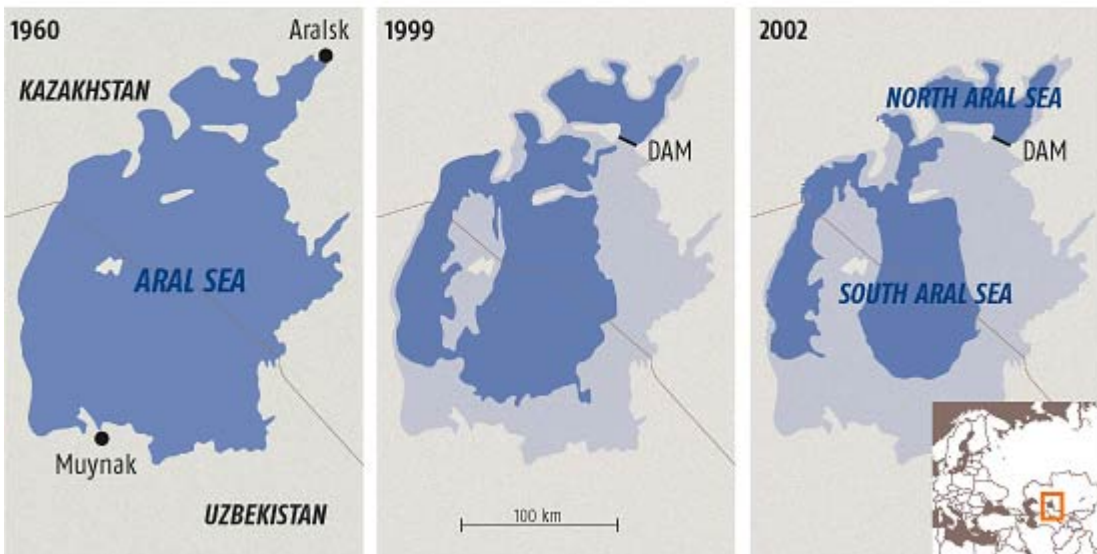 1960
Aralsk
KAZAKHSTAN
ARAL SEA
Muynak
UZBEKISTAN
1999
DAM
100 km
2002
NORTH ARAL SEA
DAM
SOUTH ARAL SEA